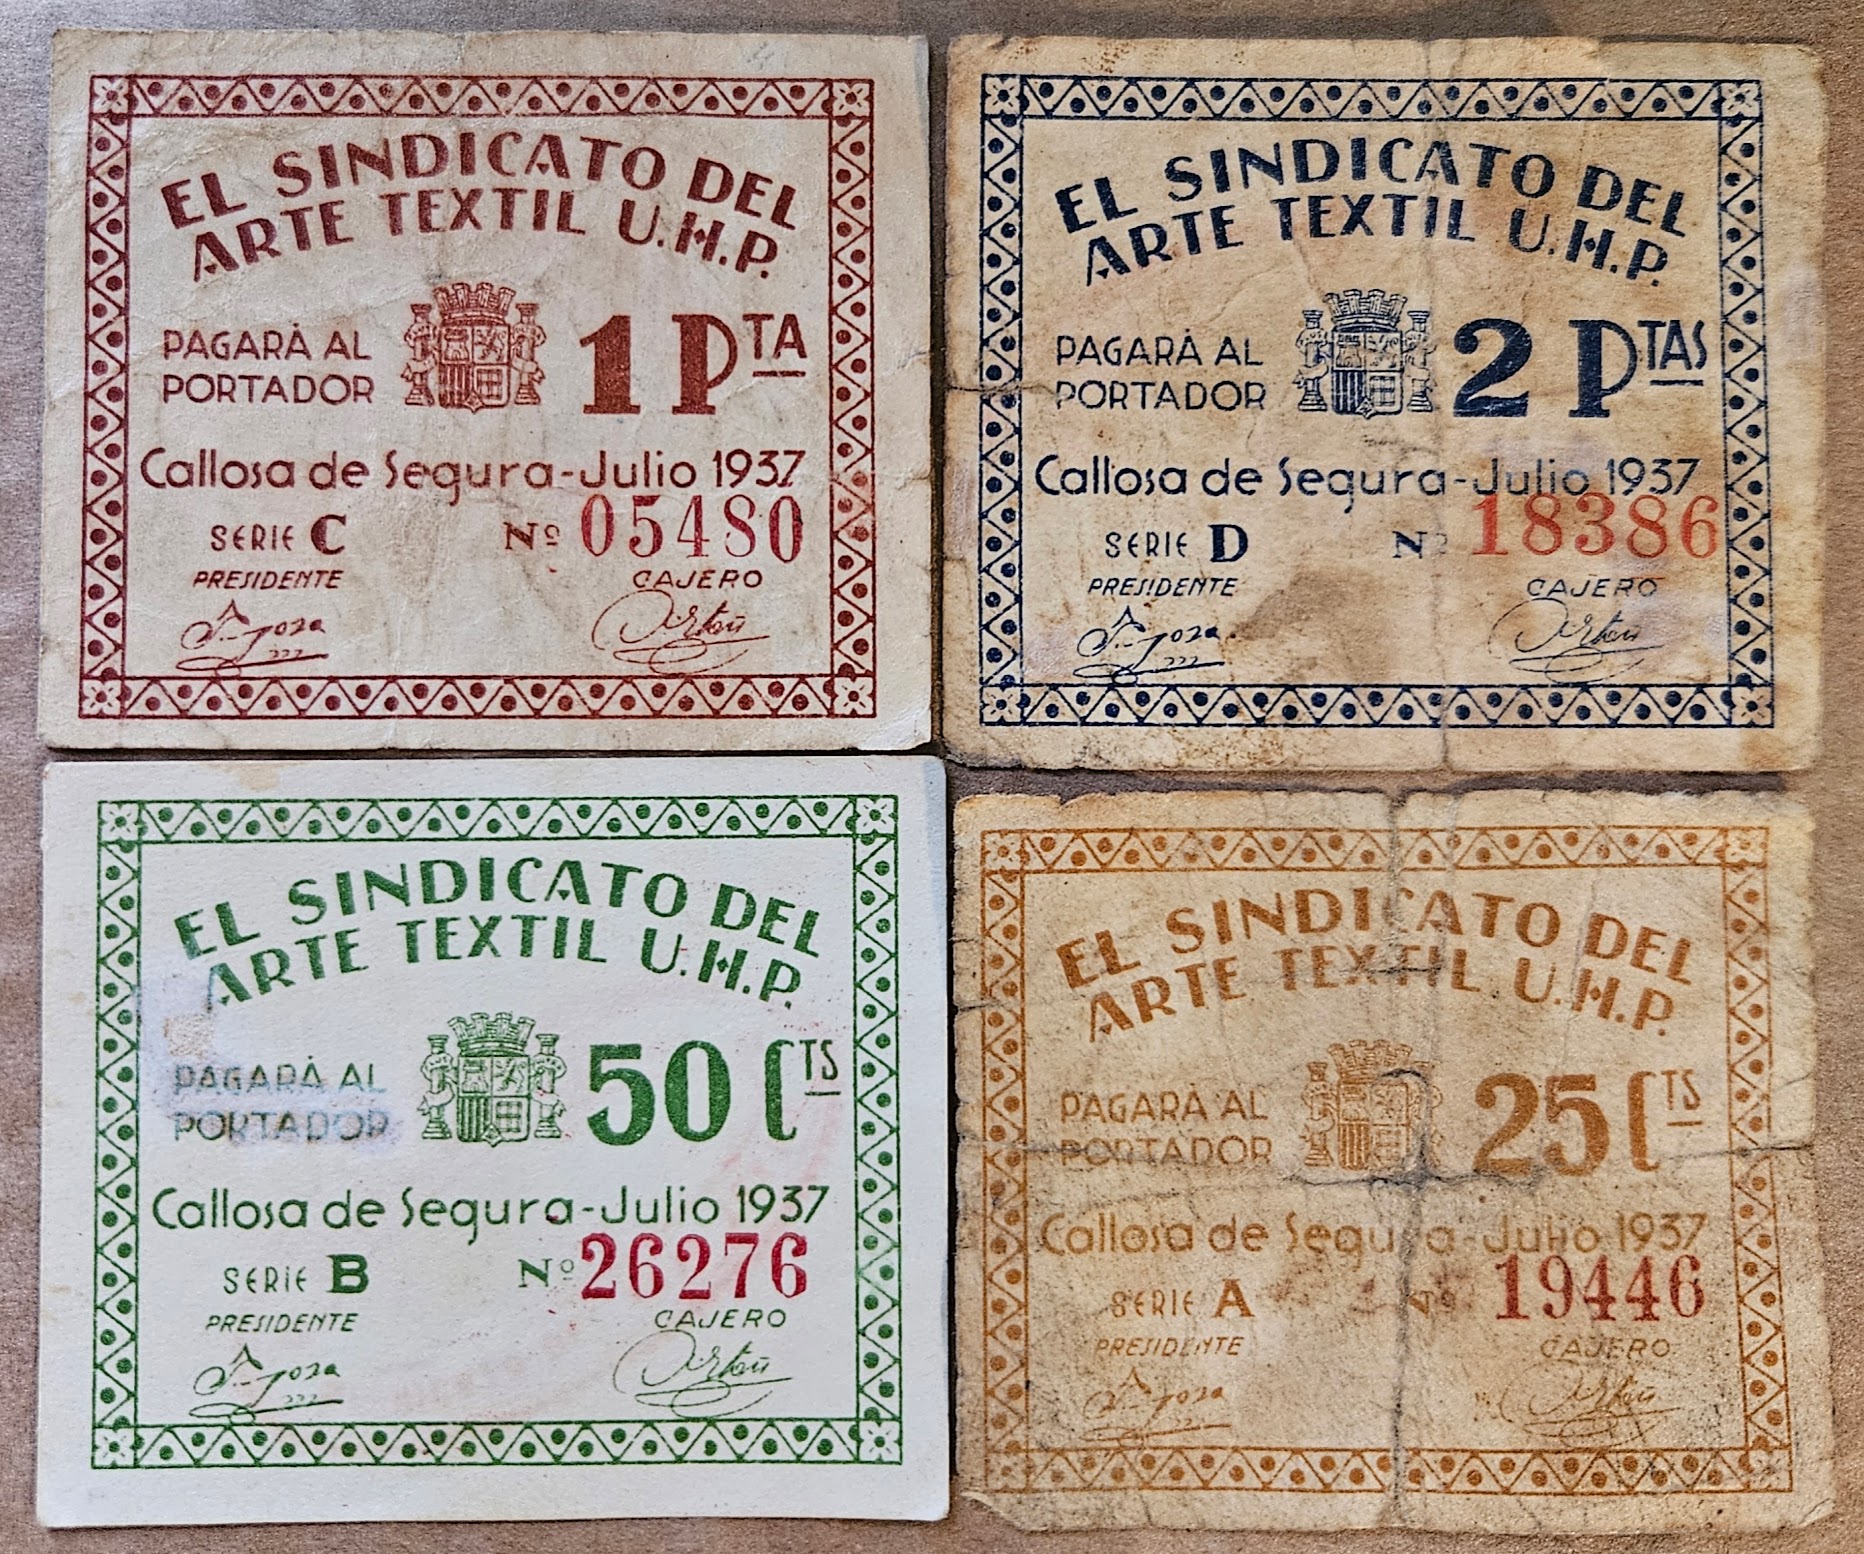 EL SINDICATO DEL
ARTE TEXTIL U.H.P.
PAGARÀ AL
PORTADOR
1 PTA
Callosa de Segura-Julio 1937
SERIE C Nº 05480
PRESIDENTE CAJERO
EL SINDICATO DEL
ARTE TEXTIL U.H.P.
PAGARÀ AL
PORTADOR
2 PTAS
Callosa de Segura-Julio 1937
SERIE D Nº 18386
PRESIDENTE CAJERO
EL SINDICATO DEL
ARTE TEXTIL U.H.P.
PAGARÀ AL
PORTADOR
50 CTS
Callosa de Segura-Julio 1937
SERIE B Nº 26276
PRESIDENTE CAJERO
EL SINDICATO DEL
ARTE TEXTIL U.H.P.
PAGARÀ AL
PORTADOR
25 CTS
Callosa de Segura-Julio 1937
SERIE A Nº 19446
PRESIDENTE CAJERO